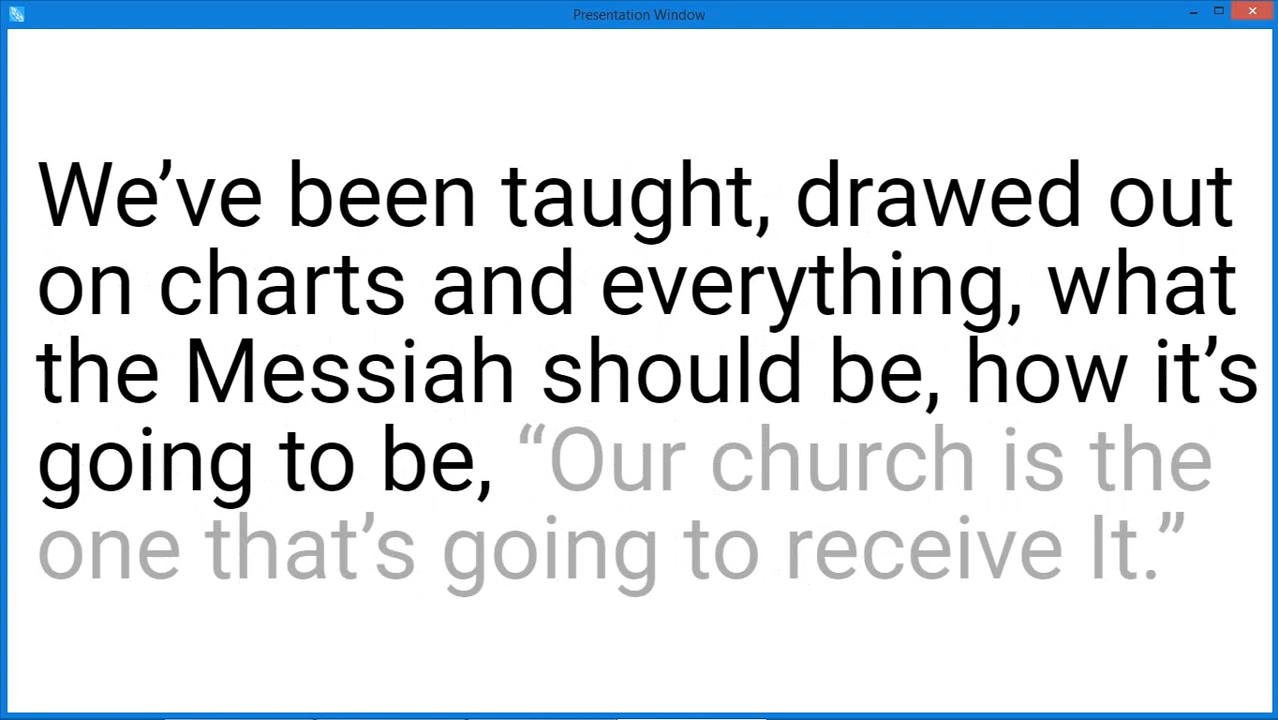 Presentation Window
We’ve been taught, drawed out
on charts and everything, what
the Messiah should be, how it’s
going to be, “Our church is the
one that’s going to receive It.”